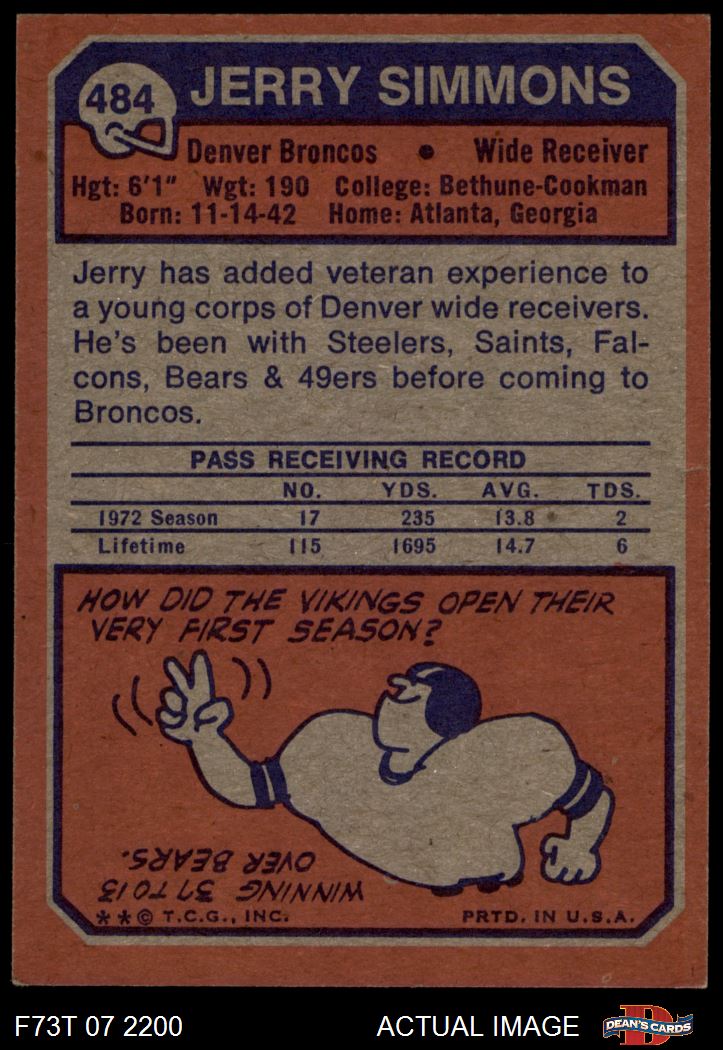 484
JERRY SIMMONS
Denver Broncos • Wide Receiver
Hgt: 6'1" Wgt: 190 College: Bethune-Cookman
Born: 11-14-42 Home: Atlanta, Georgia
Jerry has added veteran experience to
a young corps of Denver wide receivers.
He's been with Steelers, Saints, Fal-
cons, Bears & 49ers before coming to
Broncos.
PASS RECEIVING RECORD
NO. YDS. AVG. TDS.
1972 Season 17 235 13.8 2
Lifetime 115 1695 14.7 6
HOW DID THE VIKINGS OPEN THEIR
VERY FIRST SEASON?
WINNING 37 TO 13
OVER BEARS.
**© T.C.G., INC. PRTD. IN U.S.A.
F73T 07 2200 ACTUAL IMAGE
D
DEAN'S CARDS